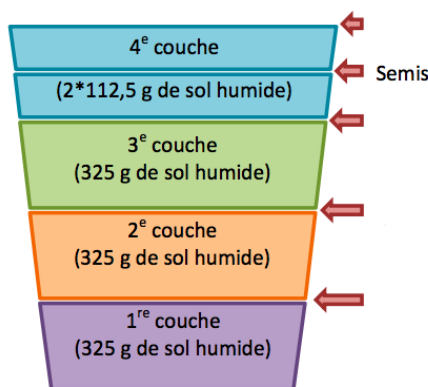 4e couche
Semis
(2*112,5 g de sol humide)
3e couche
(325 g de sol humide)
2e couche
(325 g de sol humide)
1re couche
(325 g de sol humide)